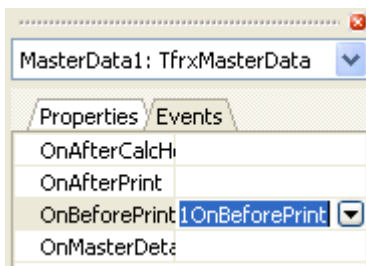 MasterData1: TfrxMasterData
Properties Events
OnAfterCalcH
OnAfterPrint
OnBeforePrint 1OnBeforePrint
OnMasterDeta